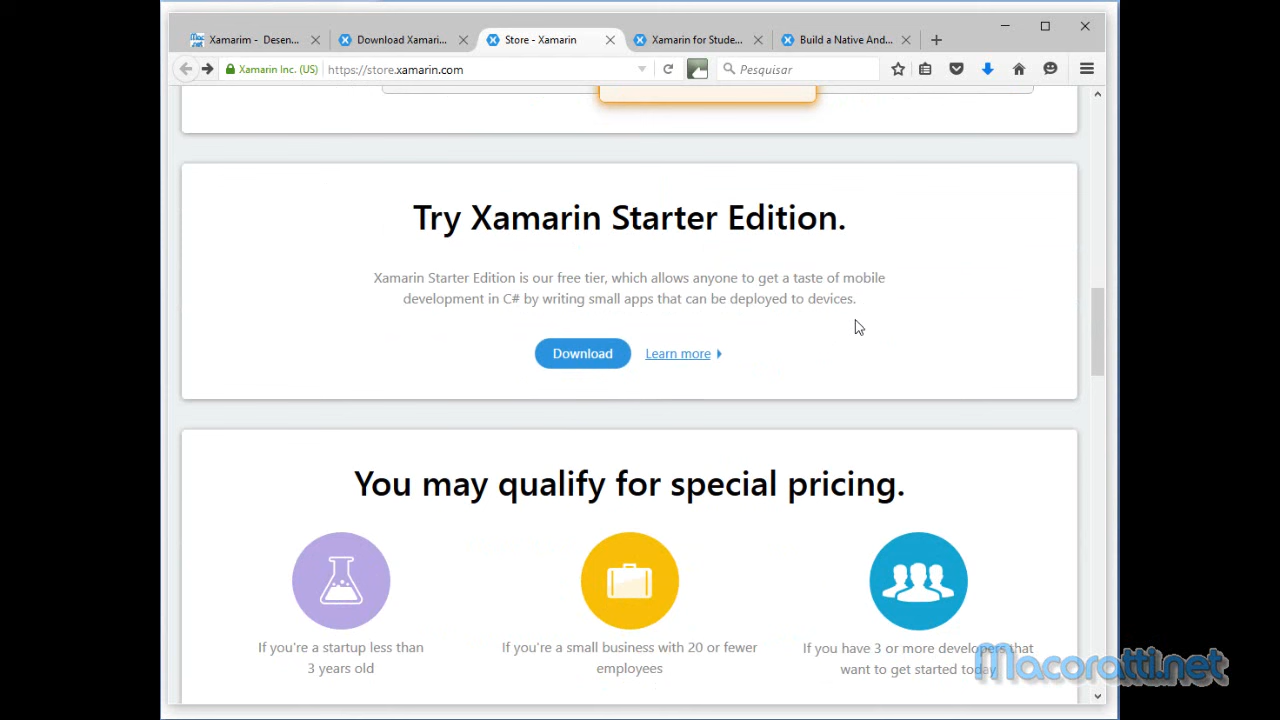 Xamarim - Desen...
Download Xamari...
Store - Xamarin
Xamarin for Stude...
Build a Native And...
Xamarin Inc. (US)
https://store.xamarin.com
Pesquisar
Try Xamarin Starter Edition.
Xamarin Starter Edition is our free tier, which allows anyone to get a taste of mobile
development in C# by writing small apps that can be deployed to devices.
Download
Learn more
You may qualify for special pricing.
If you're a startup less than
3 years old
If you're a small business with 20 or fewer
employees
If you have 3 or more developers that
want to get started today
Macoratti.net